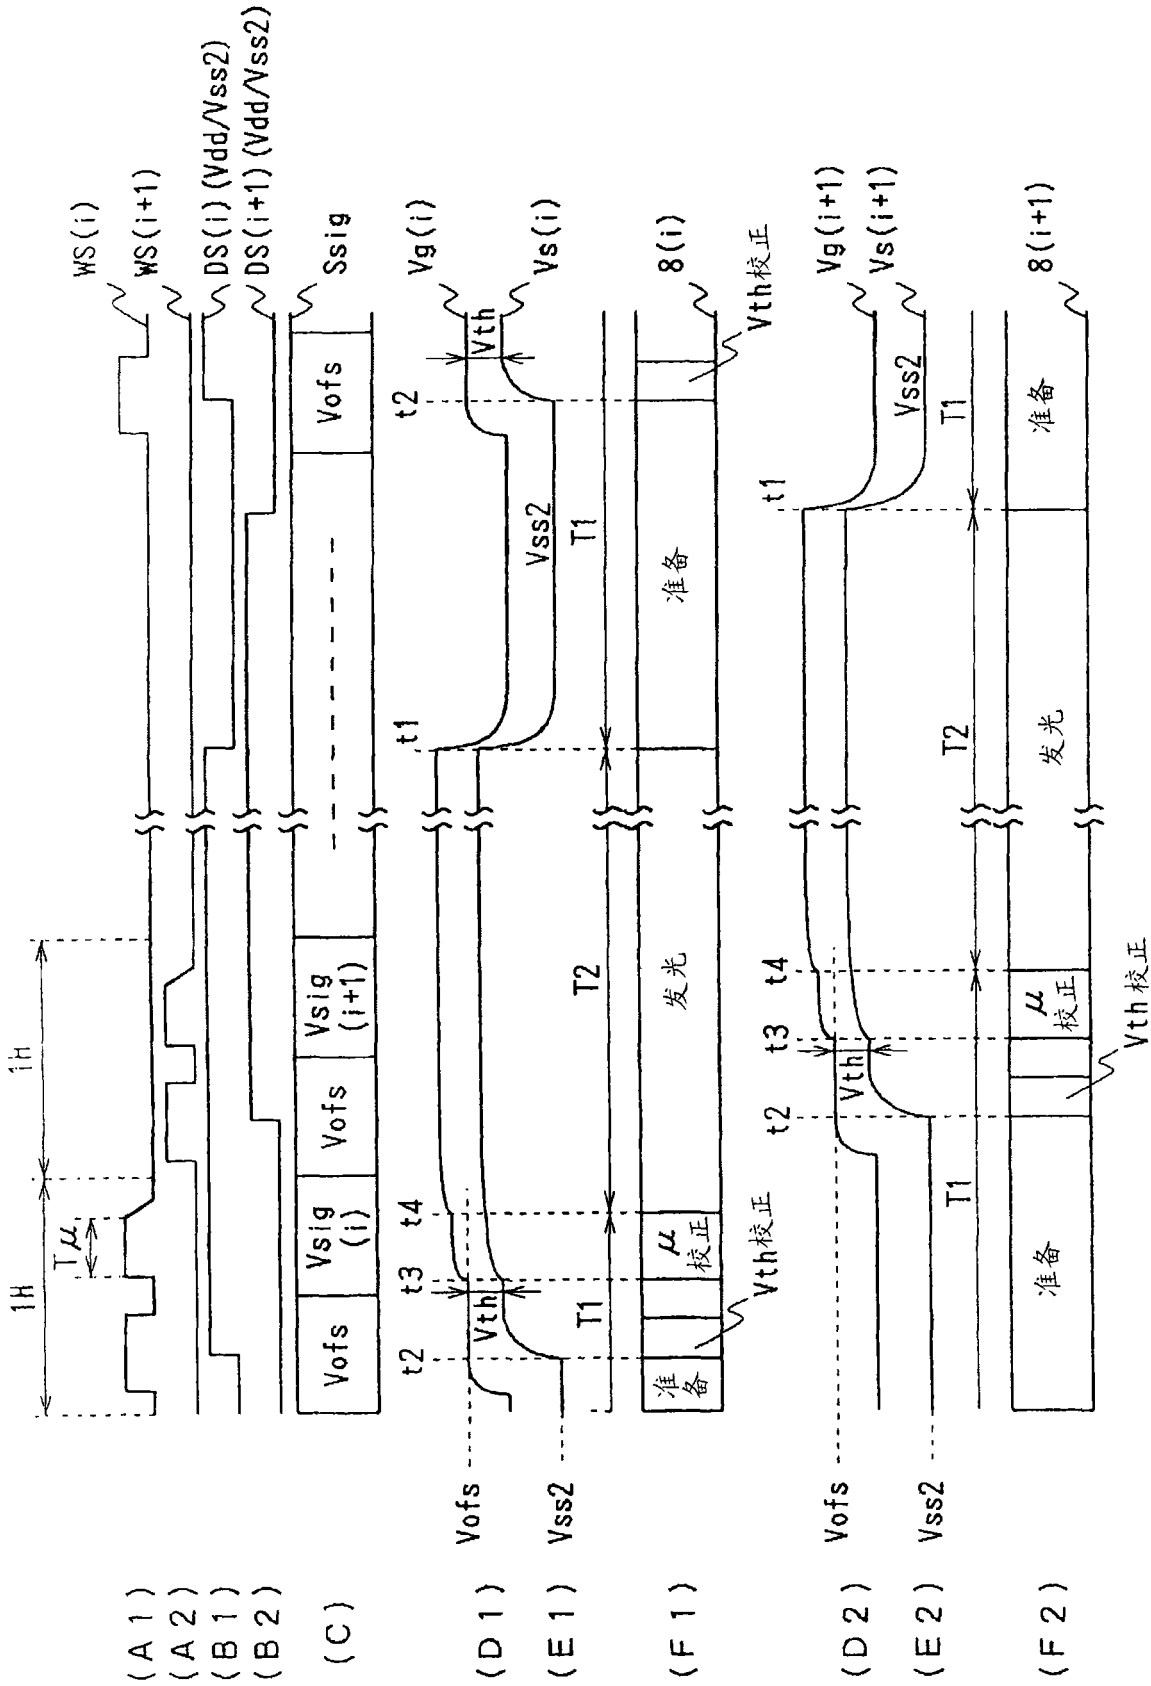 1H
1H
Tμ
(A1)
WS(i)
(A2)
WS(i+1)
(B1)
DS(i)(Vdd/Vss2)
(B2)
DS(i+1)(Vdd/Vss2)
(C)
Vofs
Vsig
(i)
Vofs
Vsig
(i+1)
Vofs
Ssig
t2
t3
t4
t1
t2
(D1)
Vofs
Vth
Vth
Vg(i)
(E1)
Vss2
Vss2
Vs(i)
T1
T2
T1
(F1)
准备
μ
校正
发光
准备
8(i)
Vth校正
Vth校正
t2
t3
t4
t1
(D2)
Vofs
Vth
Vg(i+1)
(E2)
Vss2
Vss2
Vs(i+1)
T1
T2
T1
(F2)
准备
μ
校正
发光
准备
8(i+1)
Vth校正